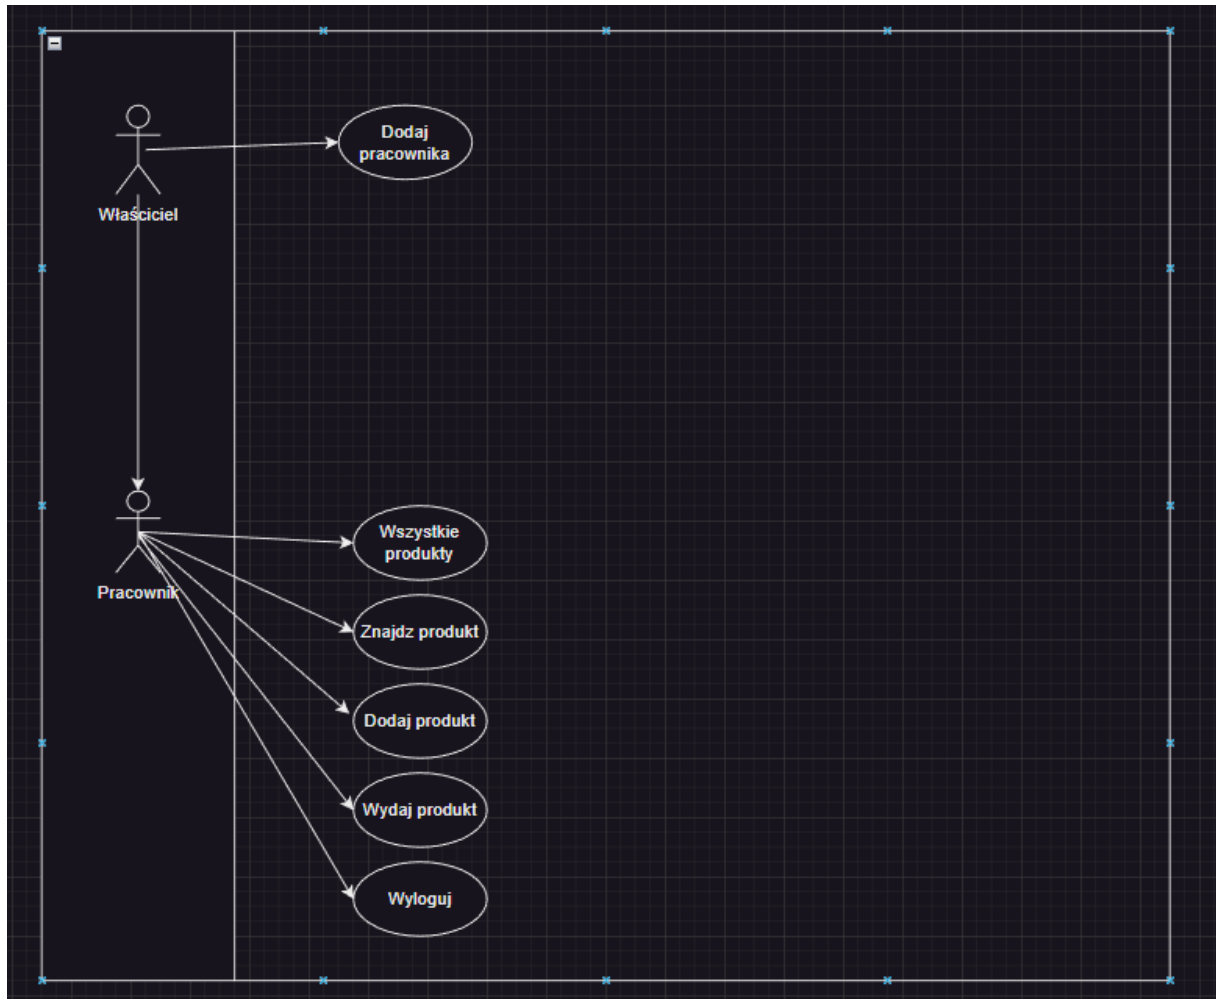 Dodaj
pracownika
Właściciel
Wszystkie
produkty
Pracownik
Znajdz produkt
Dodaj produkt
Wydaj produkt
Wyloguj